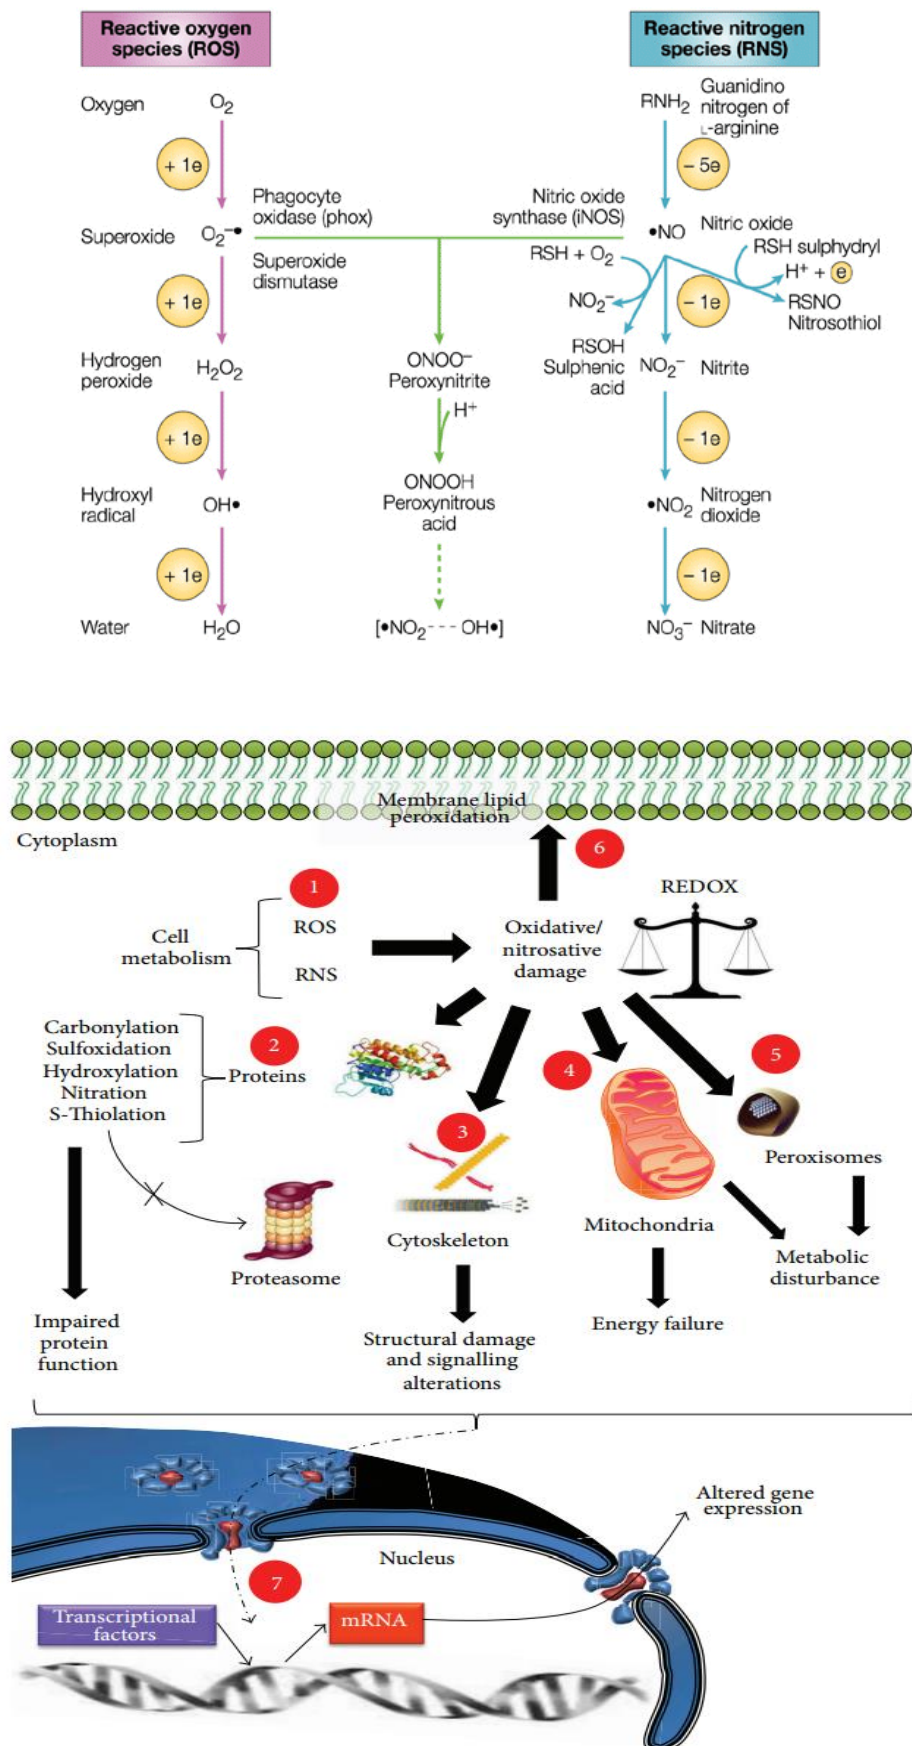 Reactive oxygen
species (ROS)
Reactive nitrogen
species (RNS)
Oxygen
O2
RNH2
Guanidino
nitrogen of
L-arginine
+ 1e
– 5e
Phagocyte
oxidase (phox)
Nitric oxide
synthase (iNOS)
Superoxide
O2–•
•NO
Nitric oxide
Superoxide
dismutase
RSH + O2
RSH sulphydryl
H+ + e
+ 1e
NO2–
– 1e
RSNO
Nitrosothiol
RSOH
Sulphenic
acid
Hydrogen
peroxide
H2O2
ONOO–
Peroxynitrite
NO2–
Nitrite
H+
+ 1e
– 1e
Hydroxyl
radical
OH•
ONOOH
Peroxynitrous
acid
•NO2
Nitrogen
dioxide
+ 1e
– 1e
Water
H2O
[•NO2--- OH•]
NO3–
Nitrate
Membrane lipid
peroxidation
Cytoplasm
6
1
REDOX
Cell
metabolism
ROS
RNS
Oxidative/
nitrosative
damage
Carbonylation
Sulfoxidation
Hydroxylation
Nitration
S-Thiolation
2
Proteins
3
4
5
Peroxisomes
Cytoskeleton
Mitochondria
Proteasome
Metabolic
disturbance
Impaired
protein
function
Structural damage
and signalling
alterations
Energy failure
Altered gene
expression
Nucleus
7
Transcriptional
factors
mRNA